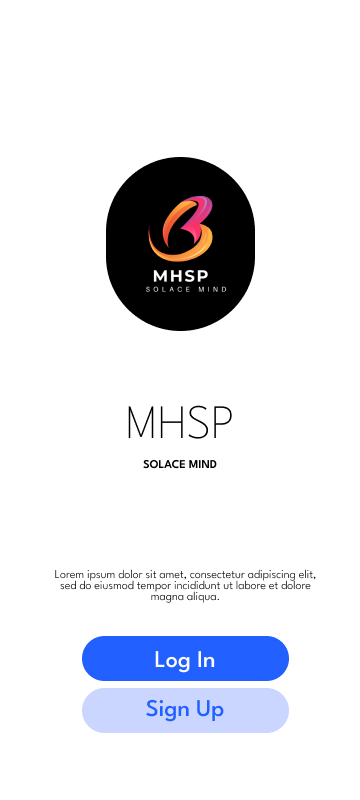 MHSP
SOLACE MIND
MHSP
SOLACE MIND
Lorem ipsum dolor sit amet, consectetur adipiscing elit,
sed do eiusmod tempor incididunt ut labore et dolore
magna aliqua.
Log In
Sign Up